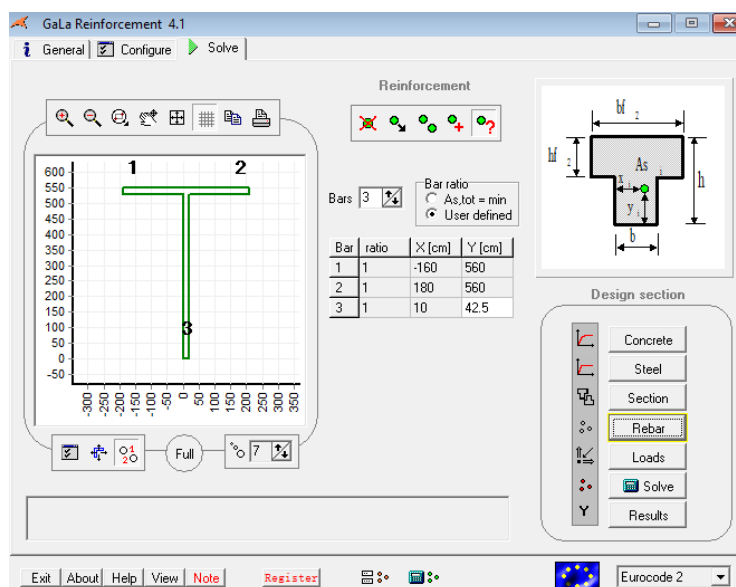 GaLa Reinforcement 4.1
General Configure Solve
Reinforcement
Bars 3
Bar ratio
As,tot = min
User defined
Bar ratio X [cm] Y [cm]
1 1 -160 560
2 1 180 560
3 1 10 42.5
1 2
3
600
550
500
450
400
350
300
250
200
150
100
50
0
-50
-300 -250 -200 -150 -100 -50 0 50 100 150 200 250 300 350
1 2 Full 7
bf 2
hf 2
As i
x i
y i
h
b
Design section
Concrete
Steel
Section
Rebar
Loads
Solve
Y Results
Exit About Help View Note Register Eurocode 2